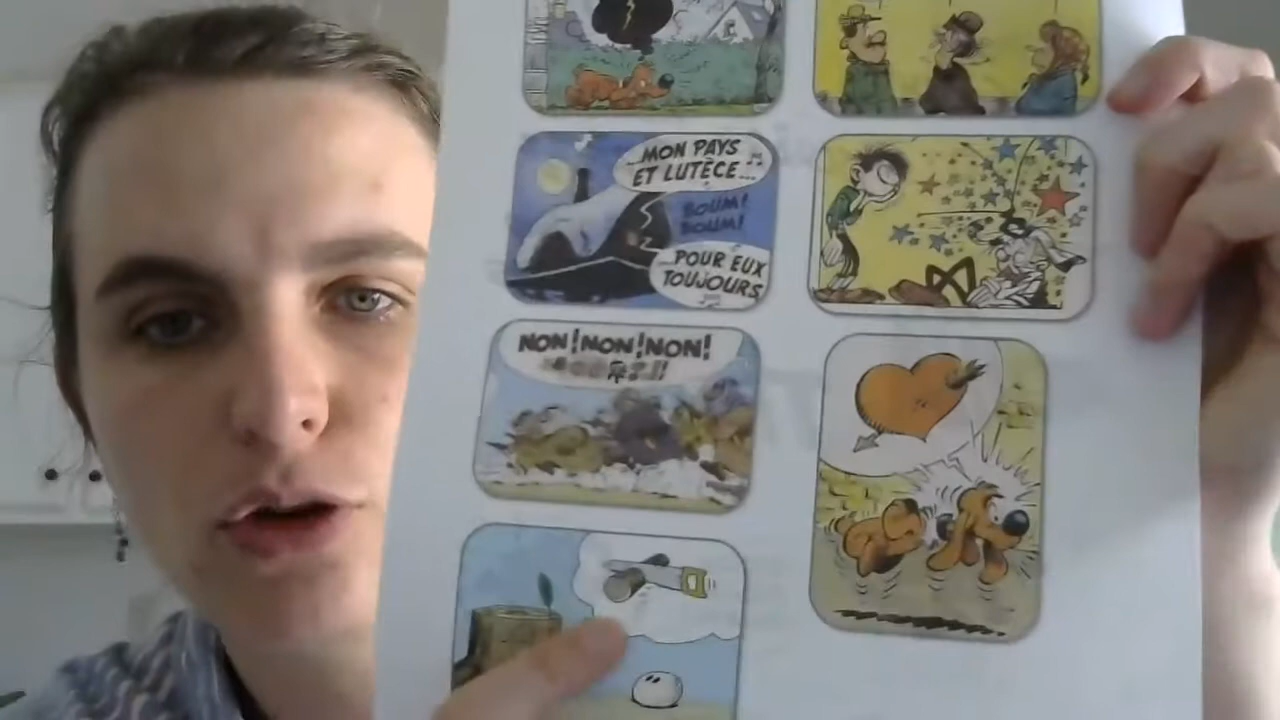 ...MON PAYS
ET LUTÈCE...
BOUM!
BOUM!
...POUR EUX
TOUJOURS
NON! NON! NON!